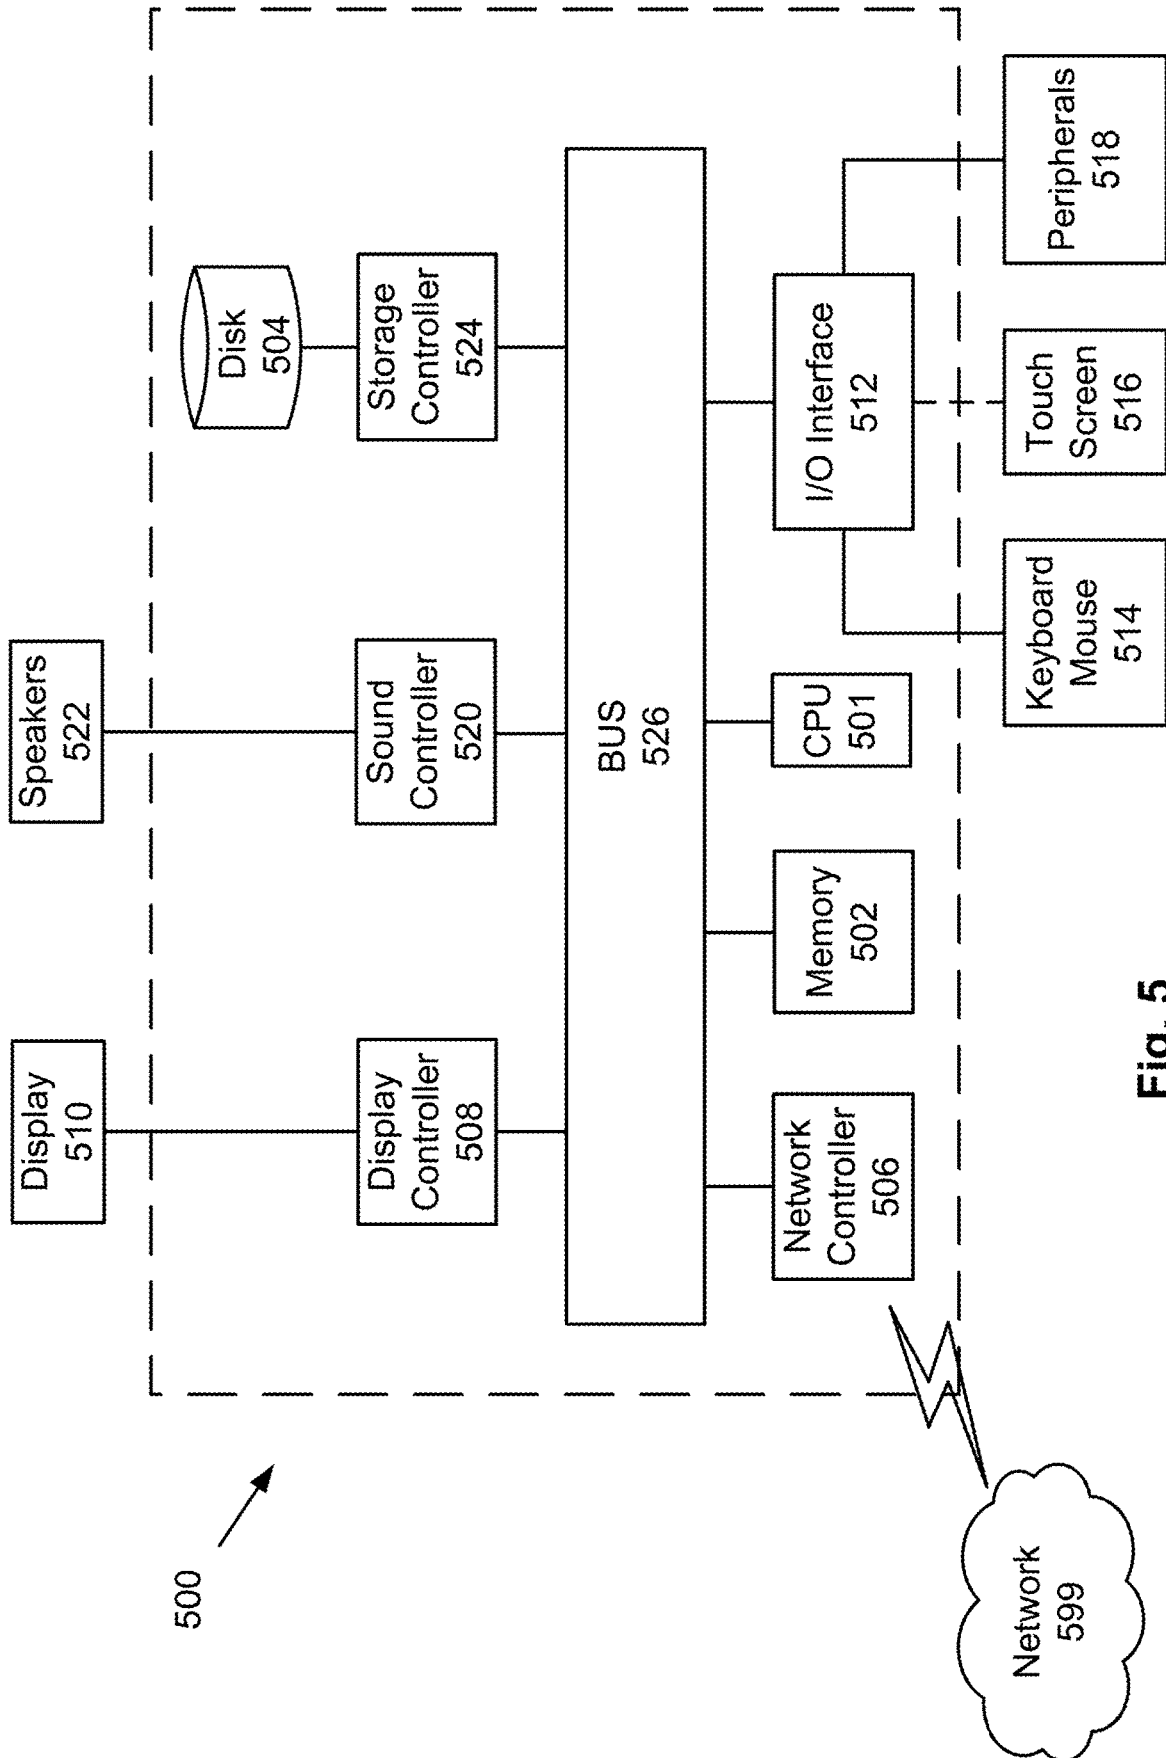 500
Display
510
Speakers
522
Disk
504
Display
Controller
508
Sound
Controller
520
Storage
Controller
524
BUS
526
Network
Controller
506
Memory
502
CPU
501
I/O Interface
512
Network
599
Keyboard
Mouse
514
Touch
Screen
516
Peripherals
518
Fig. 5